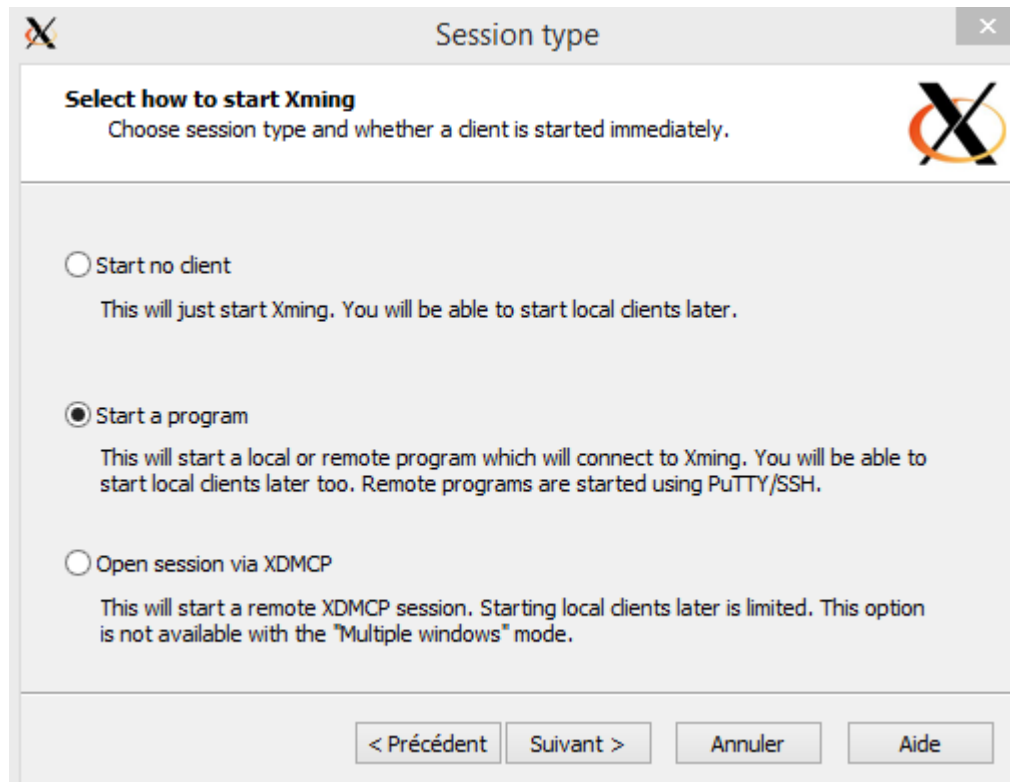 Session type
Select how to start Xming
Choose session type and whether a client is started immediately.
Start no client
This will just start Xming. You will be able to start local clients later.
Start a program
This will start a local or remote program which will connect to Xming. You will be able to
start local clients later too. Remote programs are started using PuTTY/SSH.
Open session via XDMCP
This will start a remote XDMCP session. Starting local clients later is limited. This option
is not available with the "Multiple windows" mode.
< Précédent Suivant > Annuler Aide